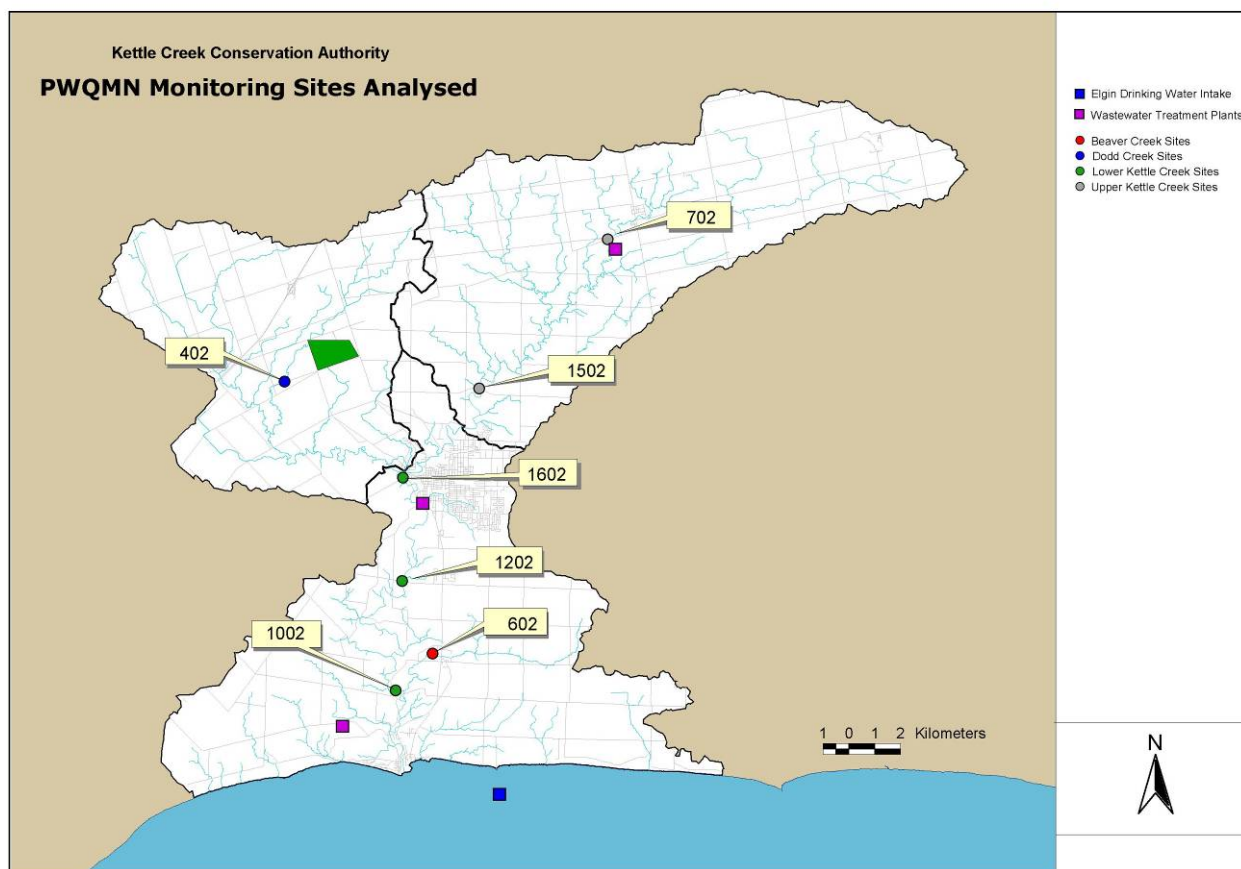 Kettle Creek Conservation Authority
PWQMN Monitoring Sites Analysed
Elgin Drinking Water Intake
Wastewater Treatment Plants
Beaver Creek Sites
Dodd Creek Sites
Lower Kettle Creek Sites
Upper Kettle Creek Sites
702
402
1502
1602
1202
602
1002
1 0 1 2 Kilometers
N